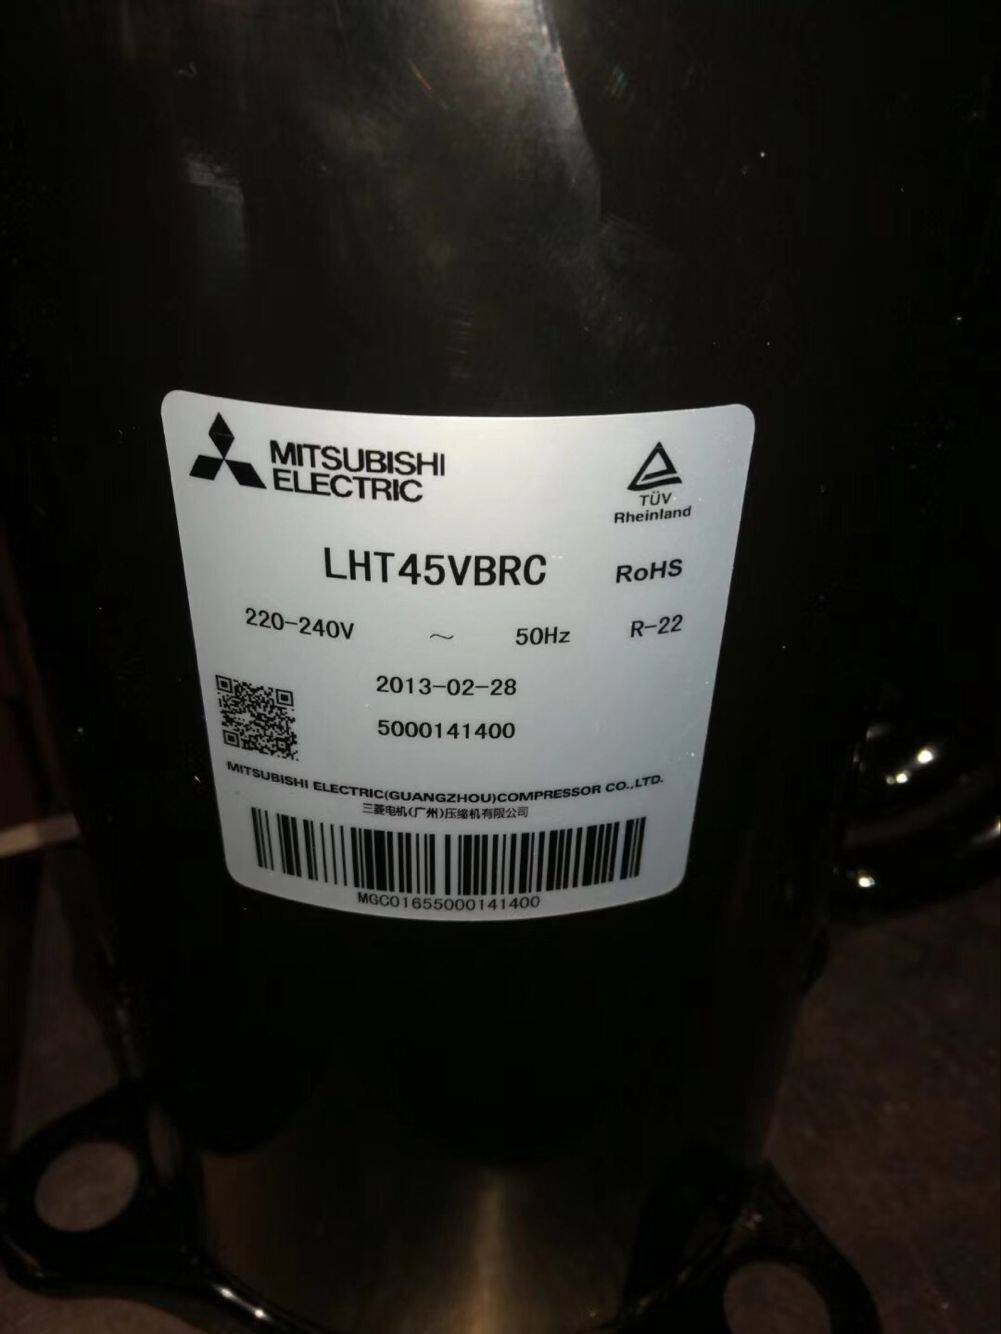 MITSUBISHI
ELECTRIC
TÜV
Rheinland
LHT45VBRC
RoHS
220-240V ~ 50Hz R-22
2013-02-28
5000141400
MITSUBISHI ELECTRIC(GUANGZHOU)COMPRESSOR CO.,LTD.
三菱电机(广州)压缩机有限公司
MGC01655000141400